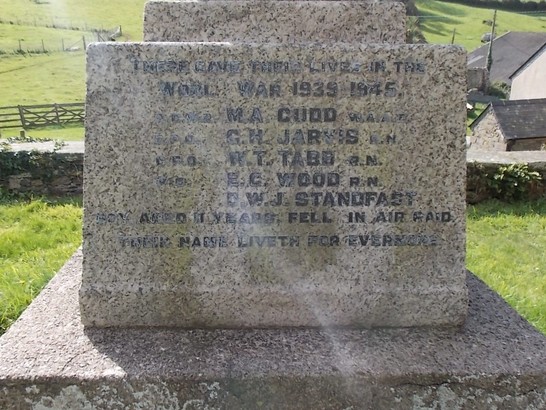 THESE GAVE THEIR LIVES IN THE
WORLD WAR 1939-1945.
M.A. CUDD W.A.A.F.
C.P.O. G.H. JARVIS R.N.
W.T. TABB R.N.
E.G. WOOD R.N.
D.W.J. STANDFAST
BOY AGED 11 YEARS, FELL IN AIR RAID.
THEIR NAME LIVETH FOR EVERMORE